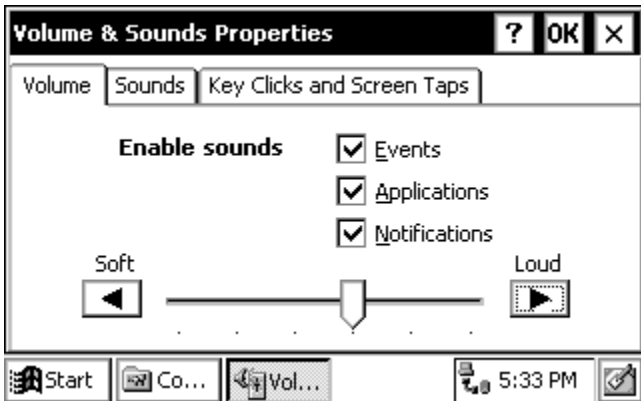 Volume & Sounds Properties ? OK ×
Volume Sounds Key Clicks and Screen Taps
Enable sounds Events
Applications
Notifications
Soft Loud
Start Co... Vol... 5:33 PM